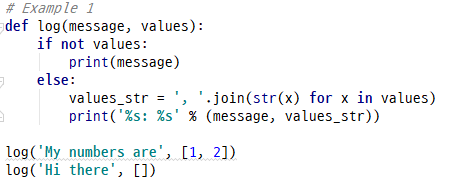 # Example 1
def log(message, values):
    if not values:
        print(message)
    else:
        values_str = ', '.join(str(x) for x in values)
        print('%s: %s' % (message, values_str))

log('My numbers are', [1, 2])
log('Hi there', [])